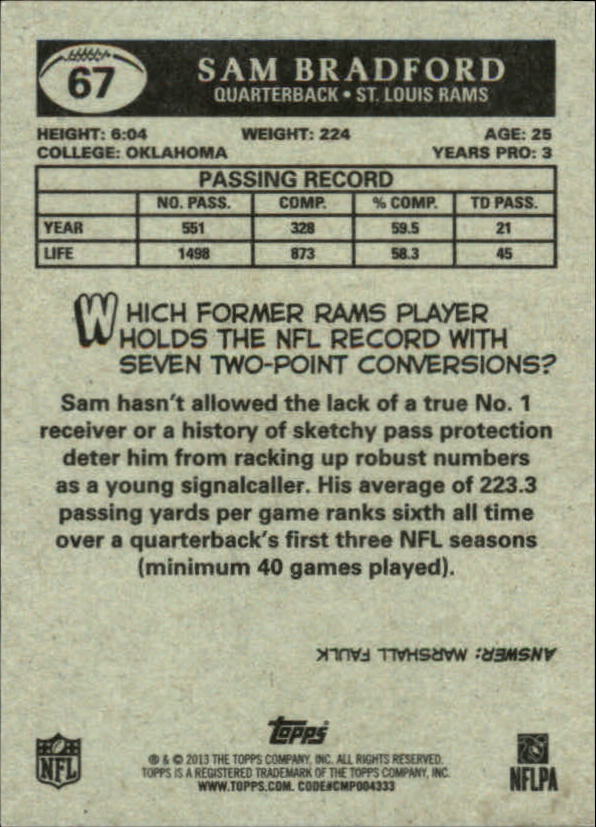 67
SAM BRADFORD
QUARTERBACK • ST. LOUIS RAMS
HEIGHT: 6:04 WEIGHT: 224 AGE: 25
COLLEGE: OKLAHOMA YEARS PRO: 3
PASSING RECORD
NO. PASS. COMP. % COMP. TD PASS.
YEAR 551 328 59.5 21
LIFE 1498 873 58.3 45
WHICH FORMER RAMS PLAYER
HOLDS THE NFL RECORD WITH
SEVEN TWO-POINT CONVERSIONS?
Sam hasn't allowed the lack of a true No. 1
receiver or a history of sketchy pass protection
deter him from racking up robust numbers
as a young signalcaller. His average of 223.3
passing yards per game ranks sixth all time
over a quarterback's first three NFL seasons
(minimum 40 games played).
ANSWER: MARSHALL FAULK
topps
® & © 2013 THE TOPPS COMPANY, INC. ALL RIGHTS RESERVED.
TOPPS IS A REGISTERED TRADEMARK OF THE TOPPS COMPANY, INC.
WWW.TOPPS.COM. CODE#CMP004333
NFL
NFLPA